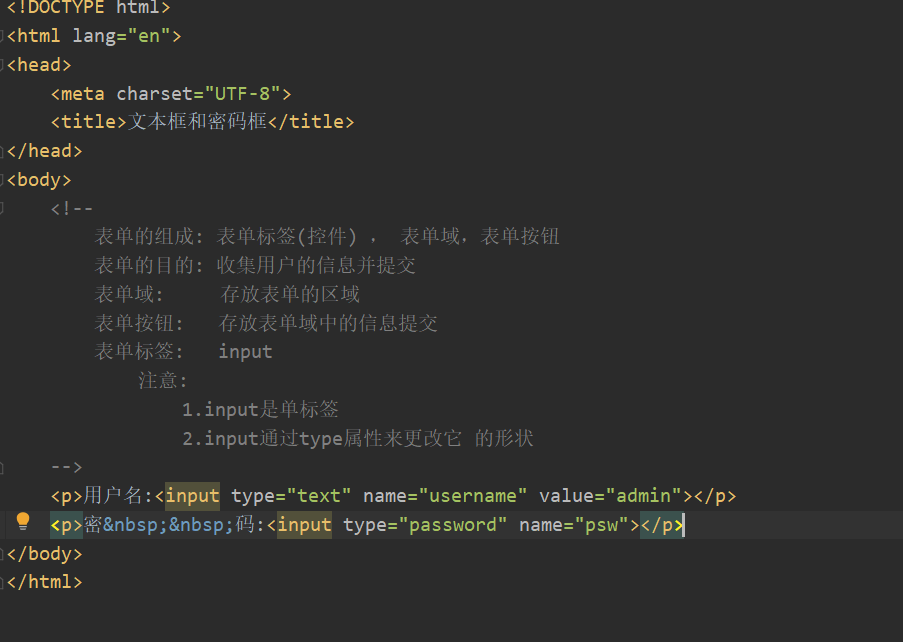 <!DOCTYPE html>
<html lang="en">
<head>
    <meta charset="UTF-8">
    <title>文本框和密码框</title>
</head>
<body>
    <!--
        表单的组成: 表单标签(控件) ， 表单域，表单按钮
        表单的目的: 收集用户的信息并提交
        表单域:     存放表单的区域
        表单按钮:   存放表单域中的信息提交
        表单标签:   input
            注意:
                1.input是单标签
                2.input通过type属性来更改它 的形状
    -->
    <p>用户名:<input type="text" name="username" value="admin"></p>
    <p>密&nbsp;&nbsp;码:<input type="password" name="psw"></p>
</body>
</html>